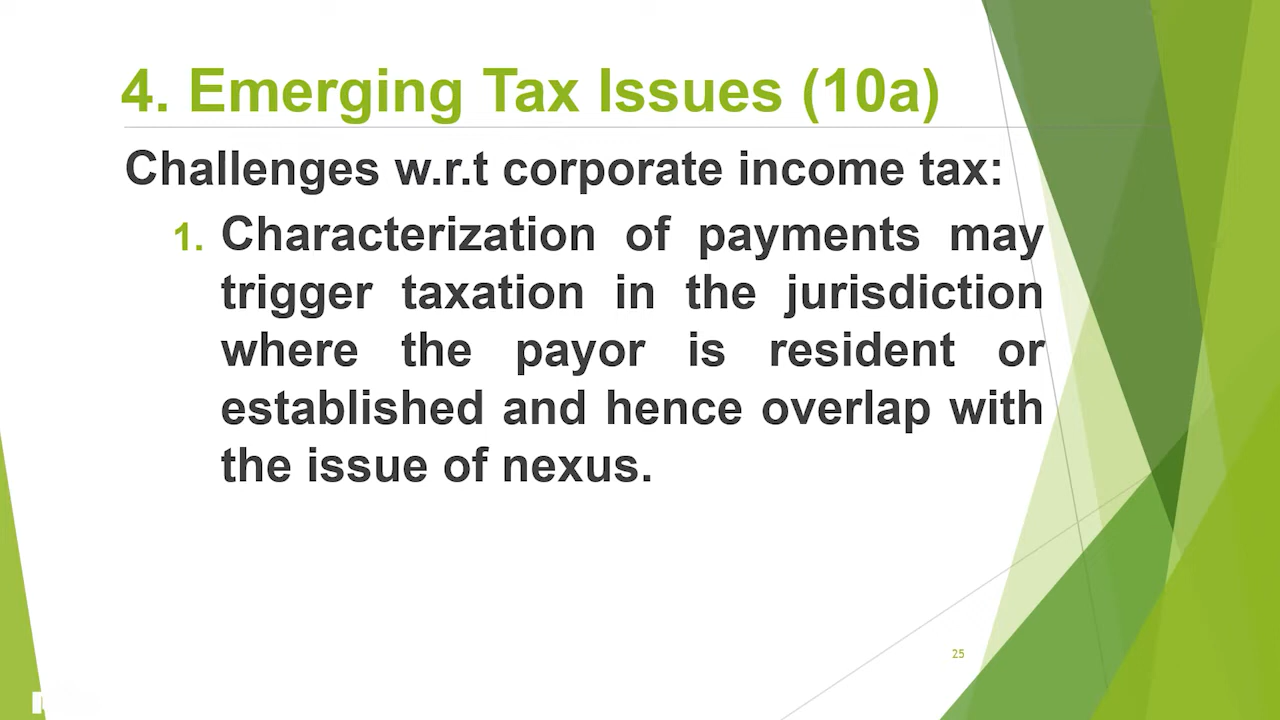 4. Emerging Tax Issues (10a)
Challenges w.r.t corporate income tax:
1. Characterization of payments may
trigger taxation in the jurisdiction
where the payor is resident or
established and hence overlap with
the issue of nexus.
25